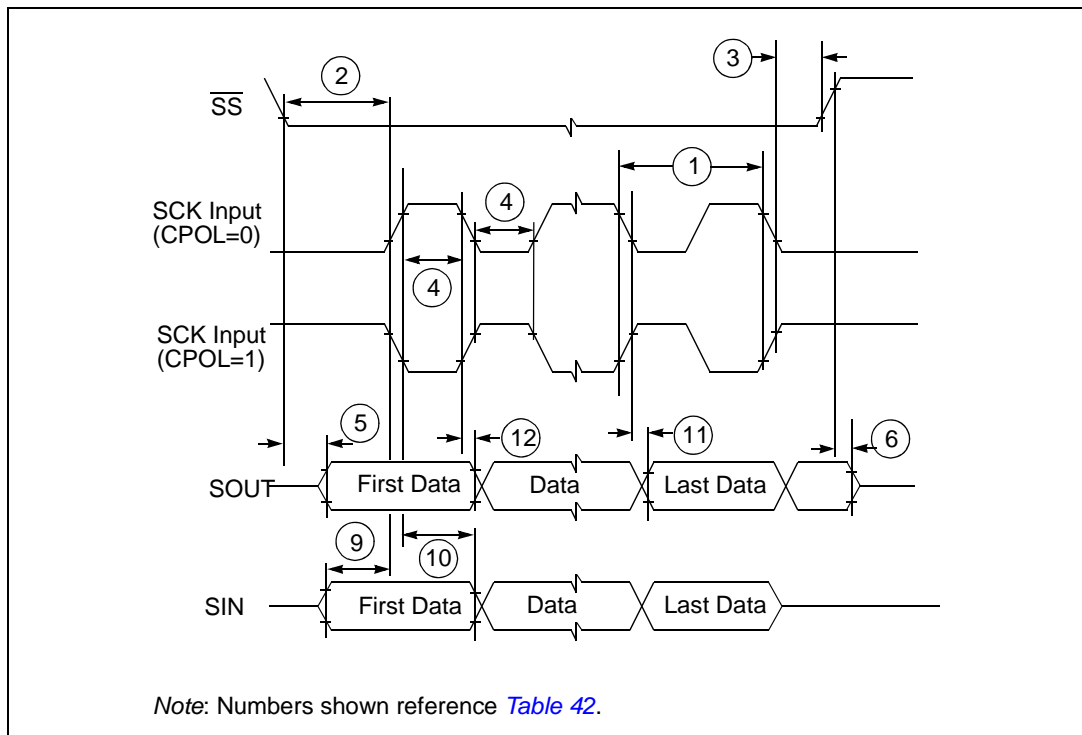 3
2
SS
1
SCK Input
(CPOL=0)
4
4
SCK Input
(CPOL=1)
5
12
11
6
SOUT
First Data
Data
Last Data
9
10
SIN
First Data
Data
Last Data
Note: Numbers shown reference Table 42.